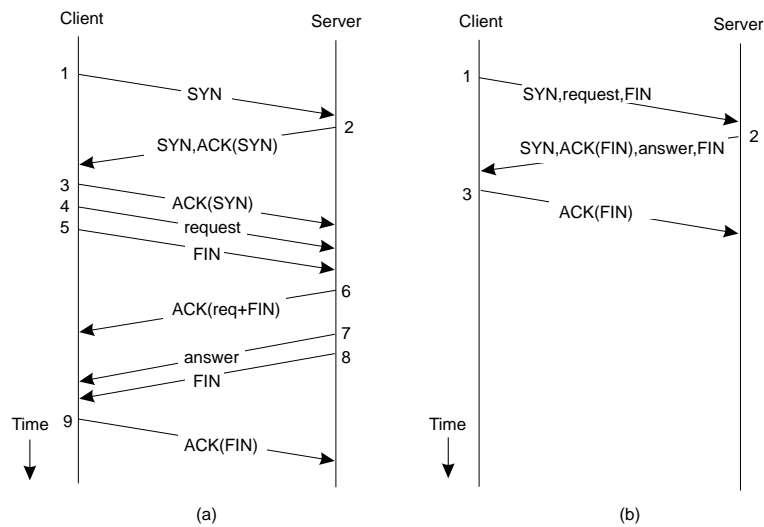 Client
Server
1
SYN
2
SYN,ACK(SYN)
3
ACK(SYN)
4
request
5
FIN
6
ACK(req+FIN)
7
answer
8
FIN
9
ACK(FIN)
Time
(a)
Client
Server
1
SYN,request,FIN
2
SYN,ACK(FIN),answer,FIN
3
ACK(FIN)
Time
(b)